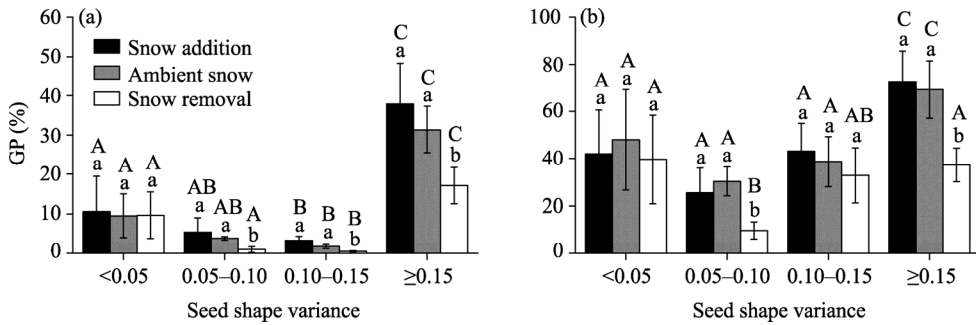 (a)
60
50
40
30
20
10
0
GP (%)
Snow addition
Ambient snow
Snow removal
A A A
a a a
AB AB A
a a b
B B B
a a b
C C C
a a b
<0.05 0.05–0.10 0.10–0.15 ≥0.15
Seed shape variance
(b)
100
80
60
40
20
0
A A A
a a a
A A B
a a b
A A AB
a a a
C C A
a a b
<0.05 0.05–0.10 0.10–0.15 ≥0.15
Seed shape variance